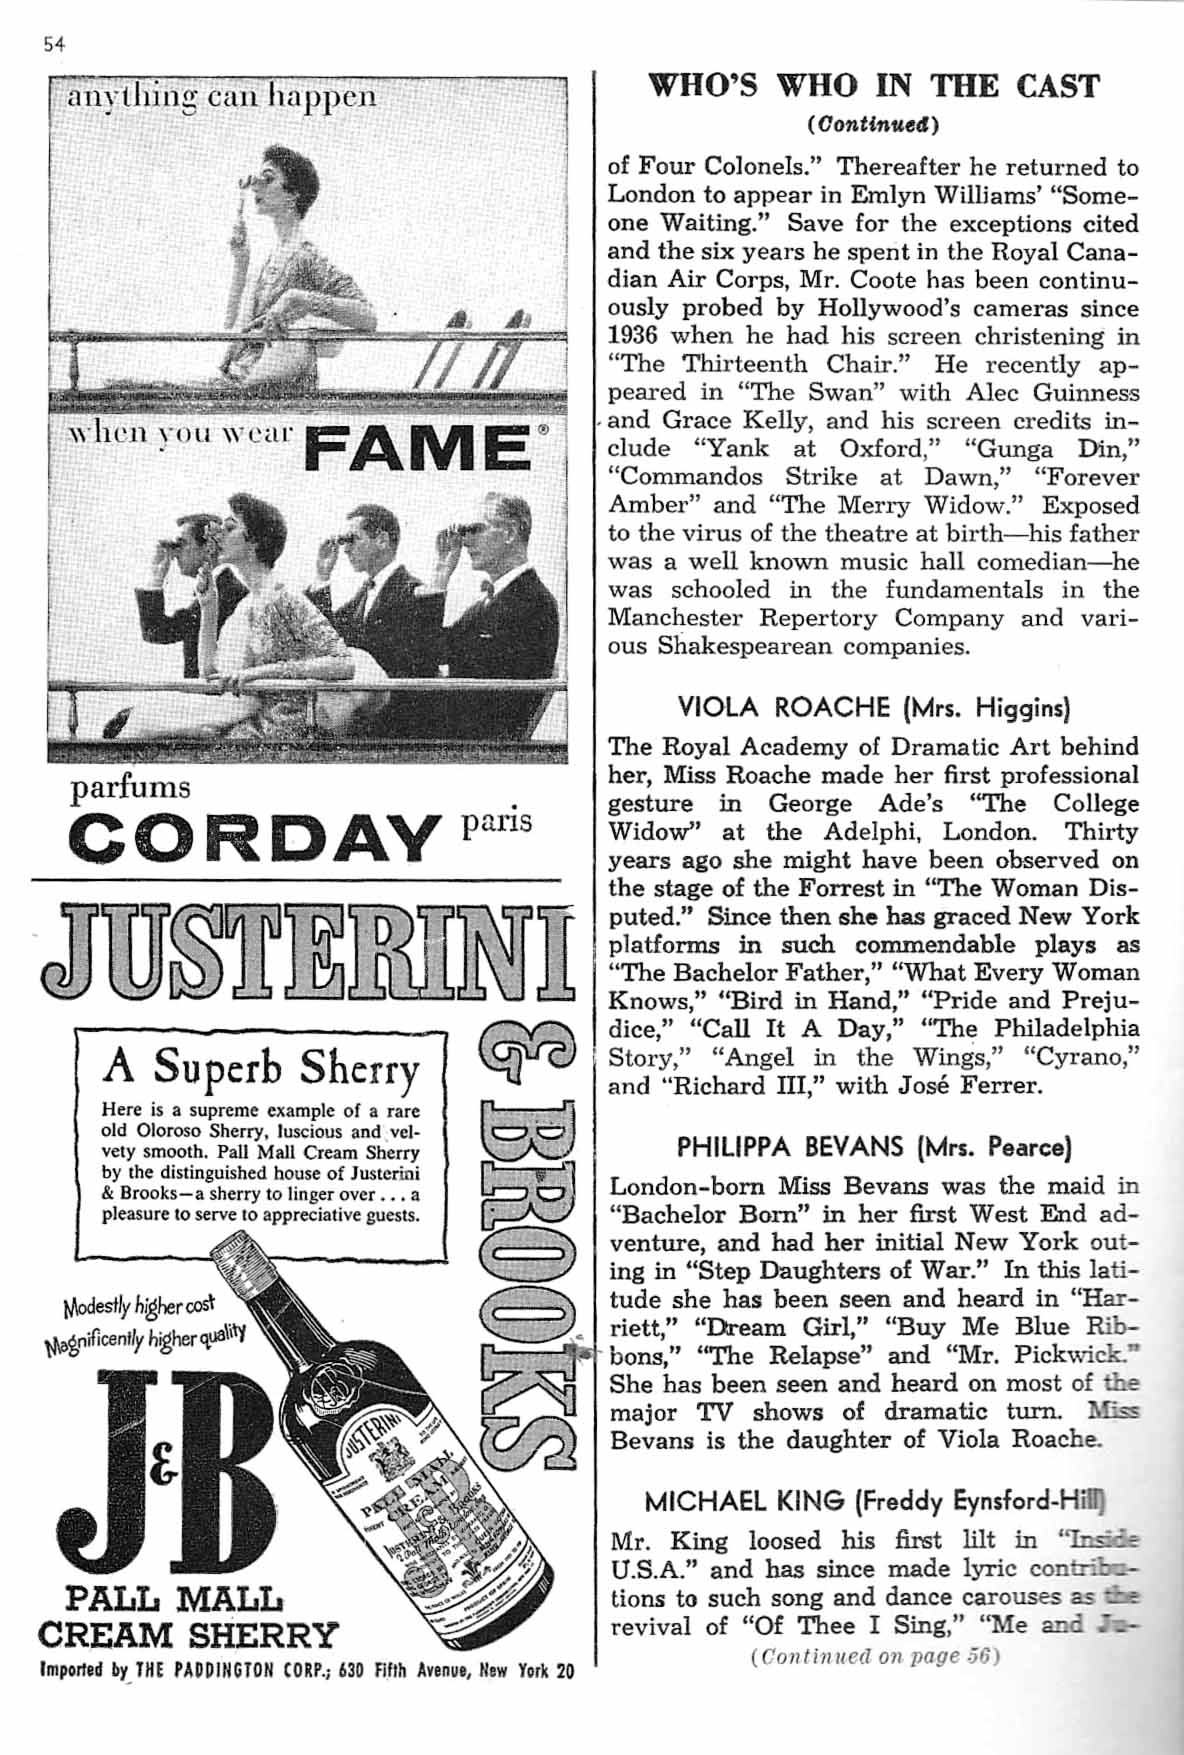 54
anything can happen
when you wear FAME®
parfums
CORDAY paris
JUSTERINI
& BROOKS
A Superb Sherry
Here is a supreme example of a rare
old Oloroso Sherry, luscious and vel-
vety smooth. Pall Mall Cream Sherry
by the distinguished house of Justerini
& Brooks—a sherry to linger over . . . a
pleasure to serve to appreciative guests.
Modestly higher cost
Magnificently higher quality
J&B
JUSTERINI
PALL MALL
CREAM
PALL MALL
CREAM SHERRY
Imported by THE PADDINGTON CORP.; 630 Fifth Avenue, New York 20
WHO'S WHO IN THE CAST
(Continued)
of Four Colonels." Thereafter he returned to
London to appear in Emlyn Williams' "Some-
one Waiting." Save for the exceptions cited
and the six years he spent in the Royal Cana-
dian Air Corps, Mr. Coote has been continu-
ously probed by Hollywood's cameras since
1936 when he had his screen christening in
"The Thirteenth Chair." He recently ap-
peared in "The Swan" with Alec Guinness
and Grace Kelly, and his screen credits in-
clude "Yank at Oxford," "Gunga Din,"
"Commandos Strike at Dawn," "Forever
Amber" and "The Merry Widow." Exposed
to the virus of the theatre at birth—his father
was a well known music hall comedian—he
was schooled in the fundamentals in the
Manchester Repertory Company and vari-
ous Shakespearean companies.
VIOLA ROACHE (Mrs. Higgins)
The Royal Academy of Dramatic Art behind
her, Miss Roache made her first professional
gesture in George Ade's "The College
Widow" at the Adelphi, London. Thirty
years ago she might have been observed on
the stage of the Forrest in "The Woman Dis-
puted." Since then she has graced New York
platforms in such commendable plays as
"The Bachelor Father," "What Every Woman
Knows," "Bird in Hand," "Pride and Preju-
dice," "Call It A Day," "The Philadelphia
Story," "Angel in the Wings," "Cyrano,"
and "Richard III," with José Ferrer.
PHILIPPA BEVANS (Mrs. Pearce)
London-born Miss Bevans was the maid in
"Bachelor Born" in her first West End ad-
venture, and had her initial New York out-
ing in "Step Daughters of War." In this lati-
tude she has been seen and heard in "Har-
riett," "Dream Girl," "Buy Me Blue Rib-
bons," "The Relapse" and "Mr. Pickwick."
She has been seen and heard on most of the
major TV shows of dramatic turn. Miss
Bevans is the daughter of Viola Roache.
MICHAEL KING (Freddy Eynsford-Hill)
Mr. King loosed his first lilt in "Inside
U.S.A." and has since made lyric contribu-
tions to such song and dance carouses as the
revival of "Of Thee I Sing," "Me and Ju-
(Continued on page 56)